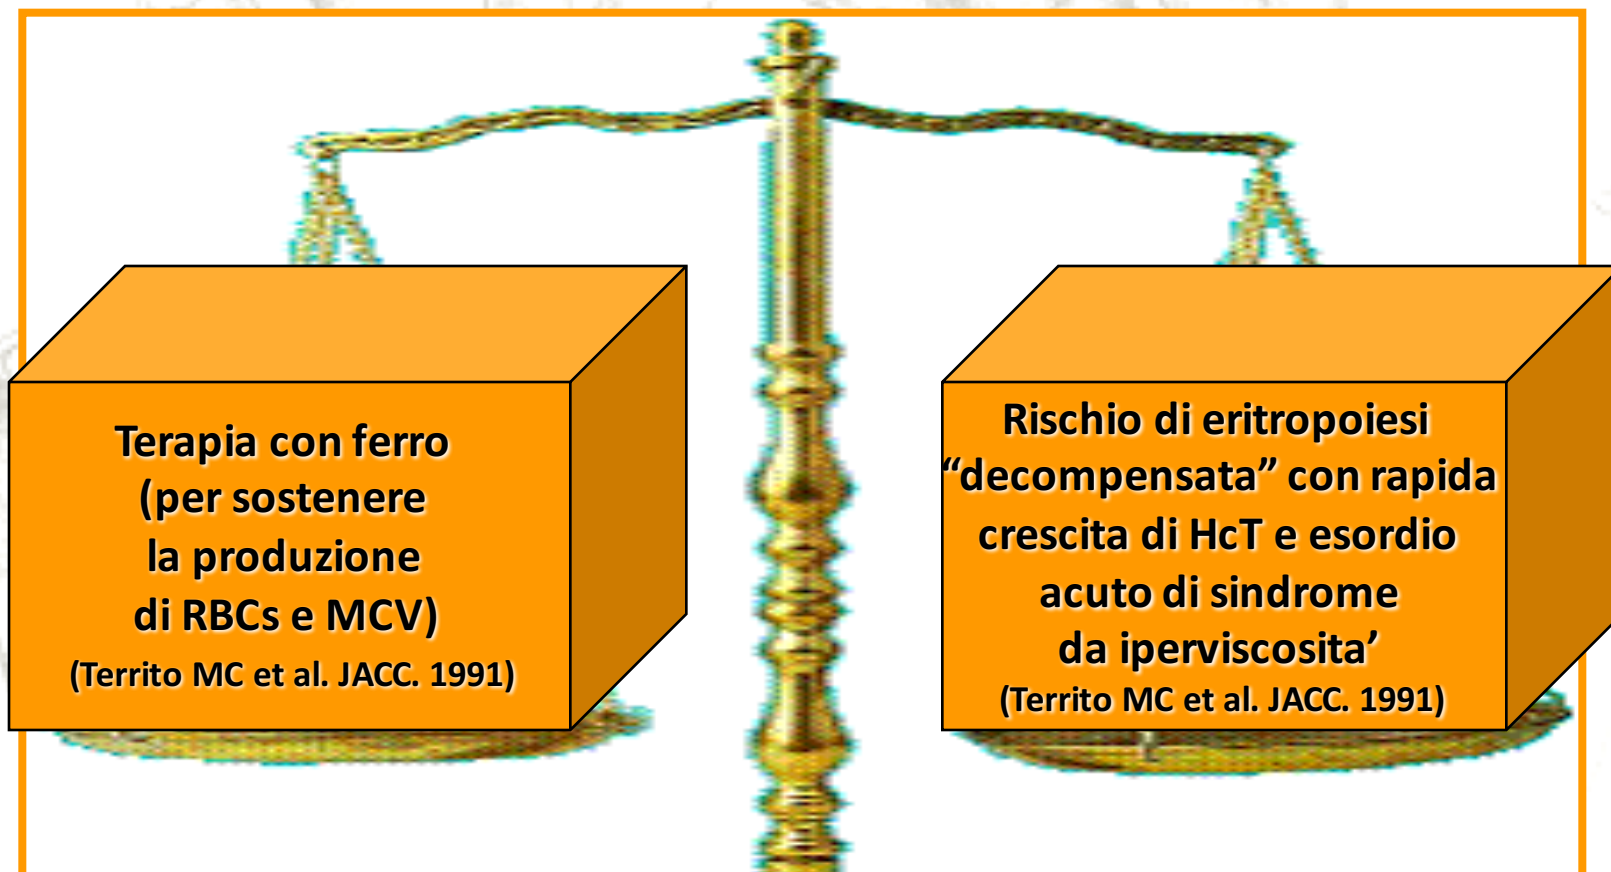 Terapia con ferro
(per sostenere
la produzione
di RBCs e MCV)
(Territo MC et al. JACC. 1991)
Rischio di eritropoiesi
“decompensata” con rapida
crescita di HcT e esordio
acuto di sindrome
da iperviscosita’
(Territo MC et al. JACC. 1991)